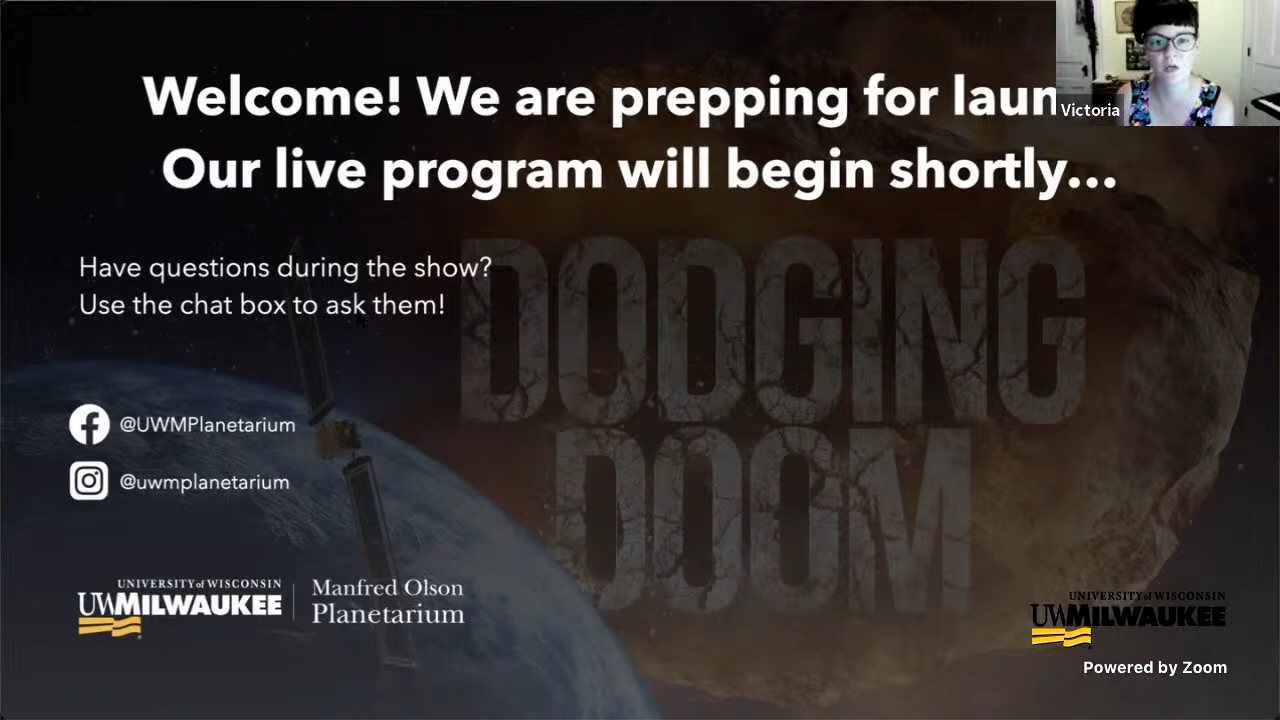 Welcome! We are prepping for laun
Victoria
Our live program will begin shortly...
Have questions during the show?
Use the chat box to ask them!
DODGING
DOOM
@UWMPlanetarium
@uwmplanetarium
UNIVERSITY of WISCONSIN
UWMILWAUKEE
Manfred Olson
Planetarium
UNIVERSITY of WISCONSIN
UWMILWAUKEE
Powered by Zoom